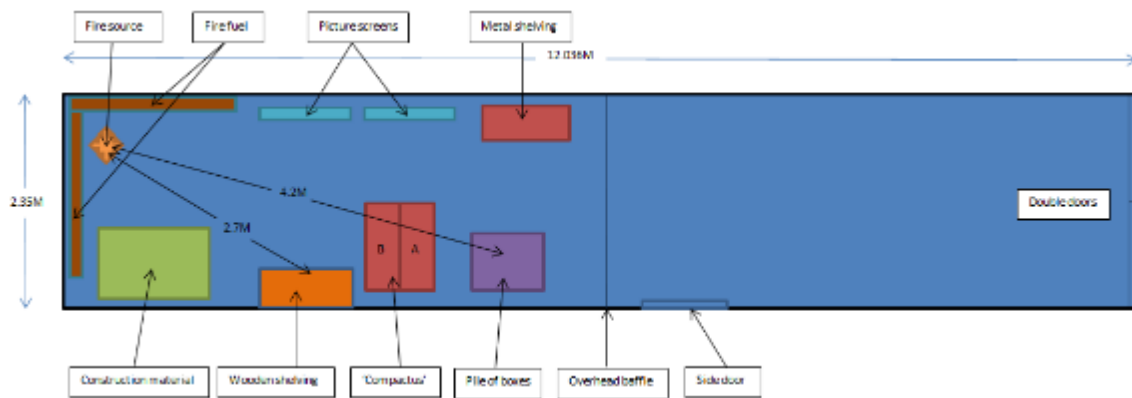 Fire source
Fire fuel
Picture screens
Metal shelving
12.036M
2.35M
4.2M
2.7M
Double doors
B
A
Construction material
Wooden shelving
'Compactus'
Pile of boxes
Overhead baffle
Side door